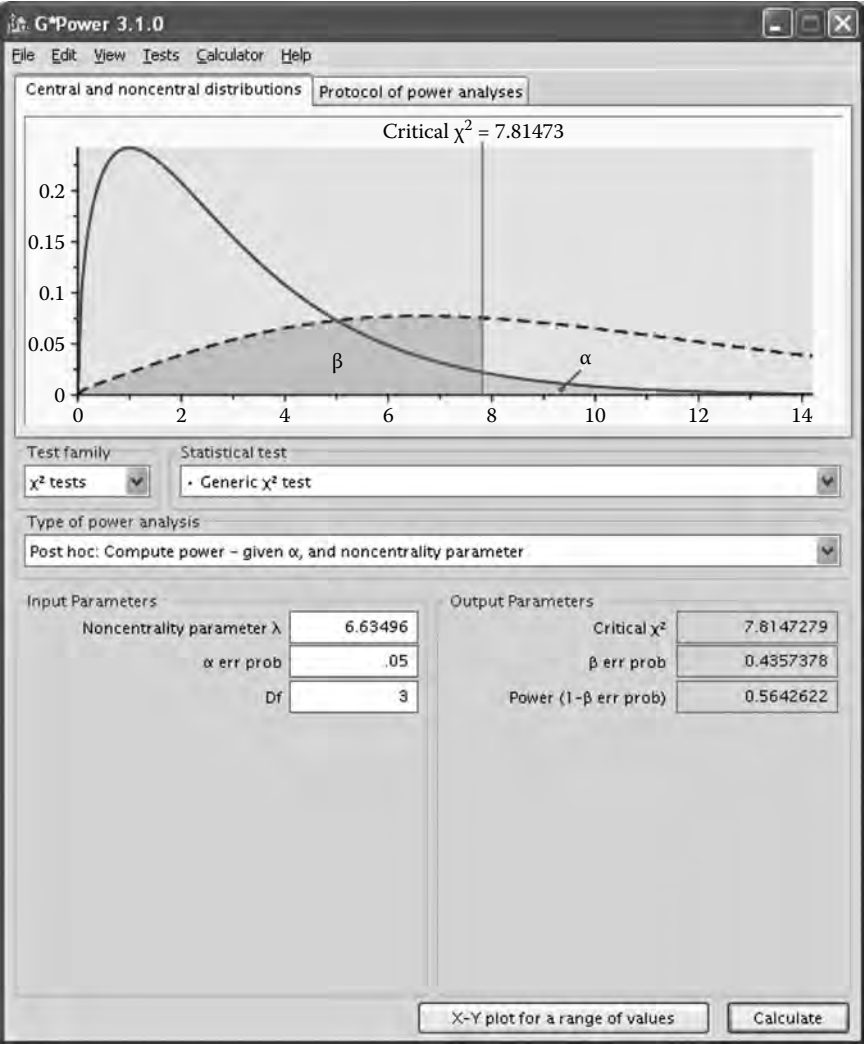 G*Power 3.1.0
File Edit View Tests Calculator Help
Central and noncentral distributions
Protocol of power analyses
Critical χ² = 7.81473
0.2
0.15
0.1
0.05
0
β
α
0 2 4 6 8 10 12 14
Test family
Statistical test
χ² tests
Generic χ² test
Type of power analysis
Post hoc: Compute power – given α, and noncentrality parameter
Input Parameters
Output Parameters
Noncentrality parameter λ 6.63496
Critical χ² 7.8147279
α err prob .05
β err prob 0.4357378
Df 3
Power (1-β err prob) 0.5642622
X-Y plot for a range of values
Calculate